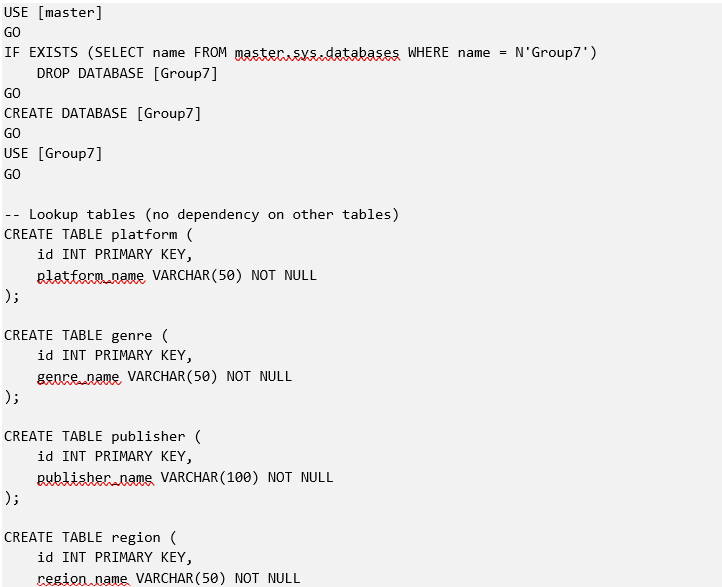 USE [master]
GO
IF EXISTS (SELECT name FROM master.sys.databases WHERE name = N'Group7')
    DROP DATABASE [Group7]
GO
CREATE DATABASE [Group7]
GO
USE [Group7]
GO

-- Lookup tables (no dependency on other tables)
CREATE TABLE platform (
    id INT PRIMARY KEY,
    platform_name VARCHAR(50) NOT NULL
);

CREATE TABLE genre (
    id INT PRIMARY KEY,
    genre_name VARCHAR(50) NOT NULL
);

CREATE TABLE publisher (
    id INT PRIMARY KEY,
    publisher_name VARCHAR(100) NOT NULL
);

CREATE TABLE region (
    id INT PRIMARY KEY,
    region_name VARCHAR(50) NOT NULL